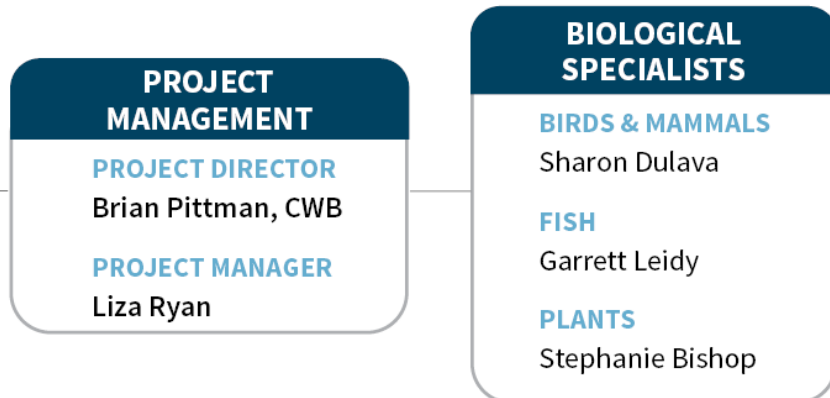 PROJECT
MANAGEMENT
PROJECT DIRECTOR
Brian Pittman, CWB
PROJECT MANAGER
Liza Ryan
BIOLOGICAL
SPECIALISTS
BIRDS & MAMMALS
Sharon Dulava
FISH
Garrett Leidy
PLANTS
Stephanie Bishop